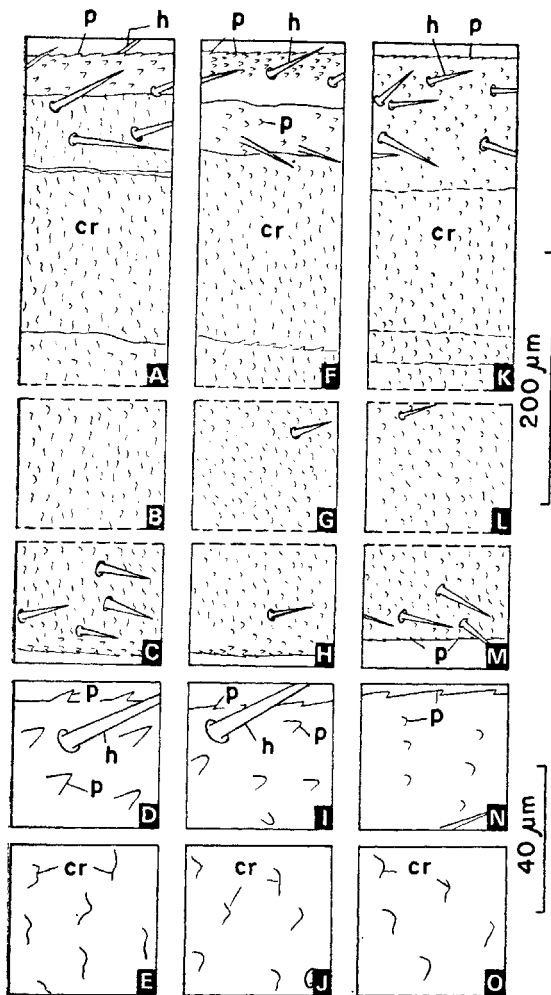 p h p h h p
p
cr cr cr
A F K
200 µm
B G L
C H p M
p p
h h p p
p
D I N
40 µm
cr cr cr
E J O